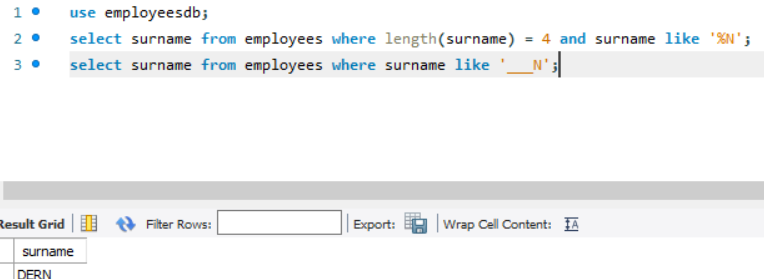 1 use employeesdb;
2 select surname from employees where length(surname) = 4 and surname like '%N';
3 select surname from employees where surname like '___N';
Result Grid Filter Rows: Export: Wrap Cell Content:
surname
DERN